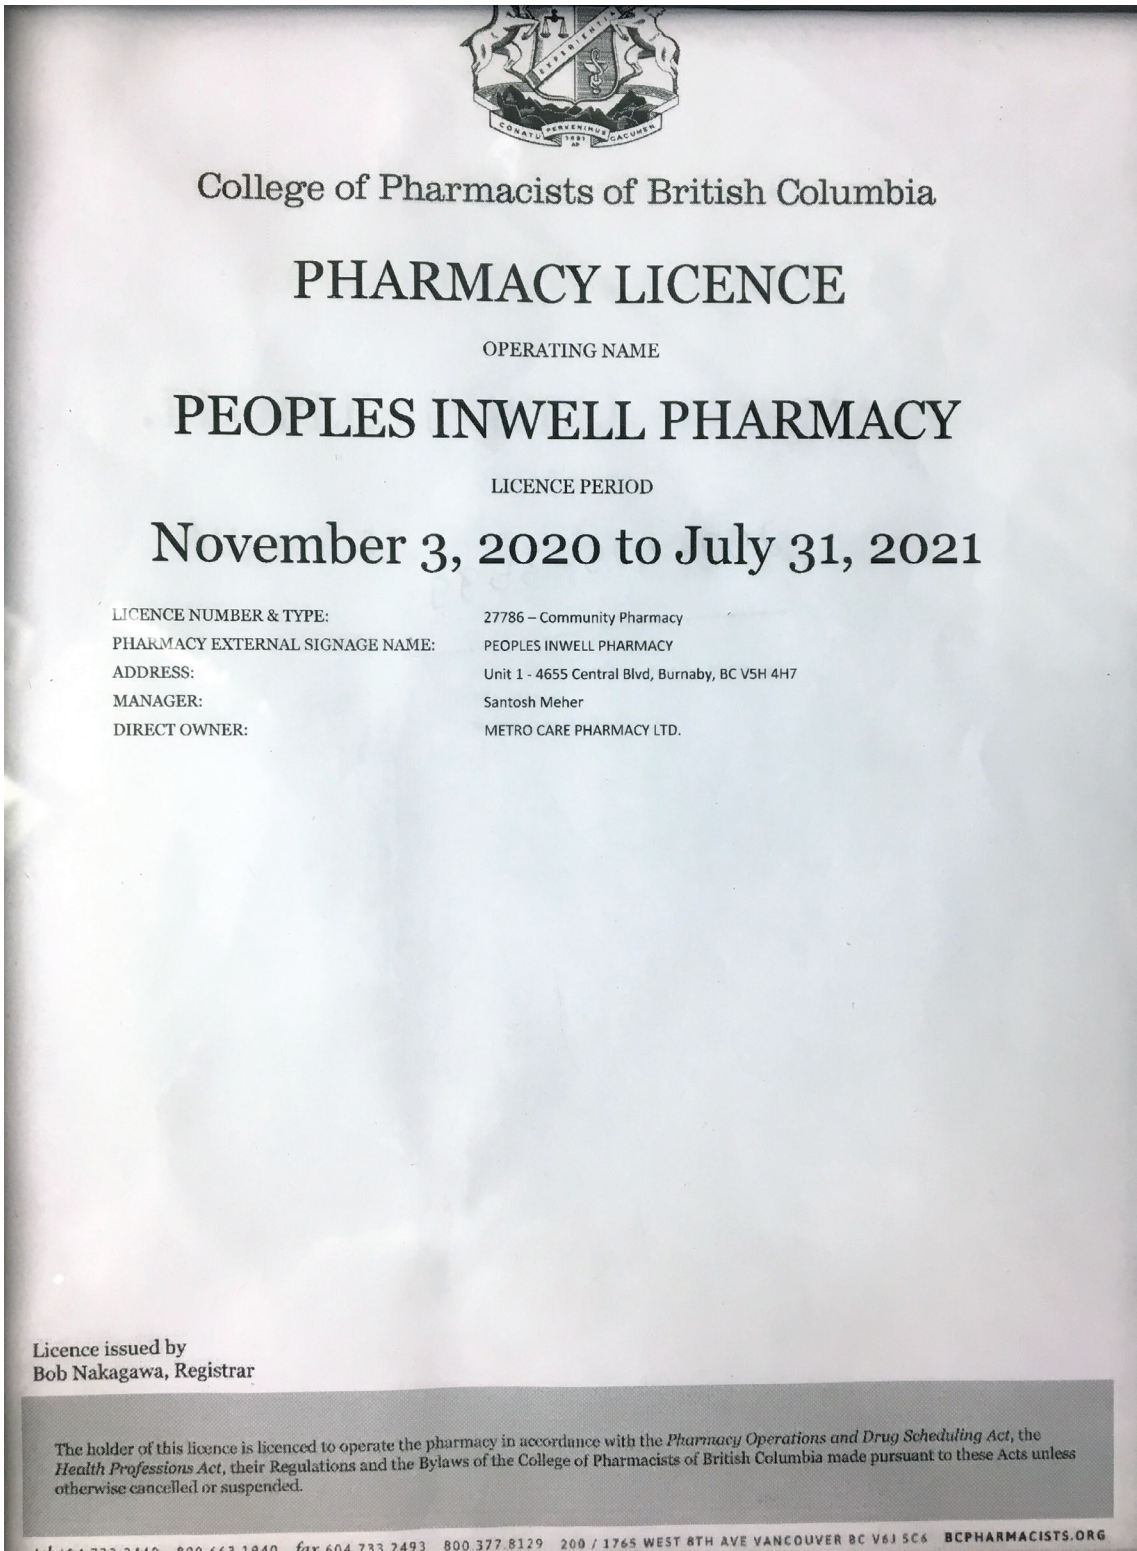 EXPERIENTIA
CONATU PERVENIMUS CACUMEN
1891
AD
College of Pharmacists of British Columbia
PHARMACY LICENCE
OPERATING NAME
PEOPLES INWELL PHARMACY
LICENCE PERIOD
November 3, 2020 to July 31, 2021
LICENCE NUMBER & TYPE: 27786 – Community Pharmacy
PHARMACY EXTERNAL SIGNAGE NAME: PEOPLES INWELL PHARMACY
ADDRESS: Unit 1 - 4655 Central Blvd, Burnaby, BC V5H 4H7
MANAGER: Santosh Meher
DIRECT OWNER: METRO CARE PHARMACY LTD.
Licence issued by
Bob Nakagawa, Registrar
The holder of this licence is licenced to operate the pharmacy in accordance with the Pharmacy Operations and Drug Scheduling Act, the
Health Professions Act, their Regulations and the Bylaws of the College of Pharmacists of British Columbia made pursuant to these Acts unless
otherwise cancelled or suspended.
fax 604 733 2493 800 377.8129 200 / 1765 WEST 8TH AVE VANCOUVER BC V6J 5C6 BCPHARMACISTS.ORG